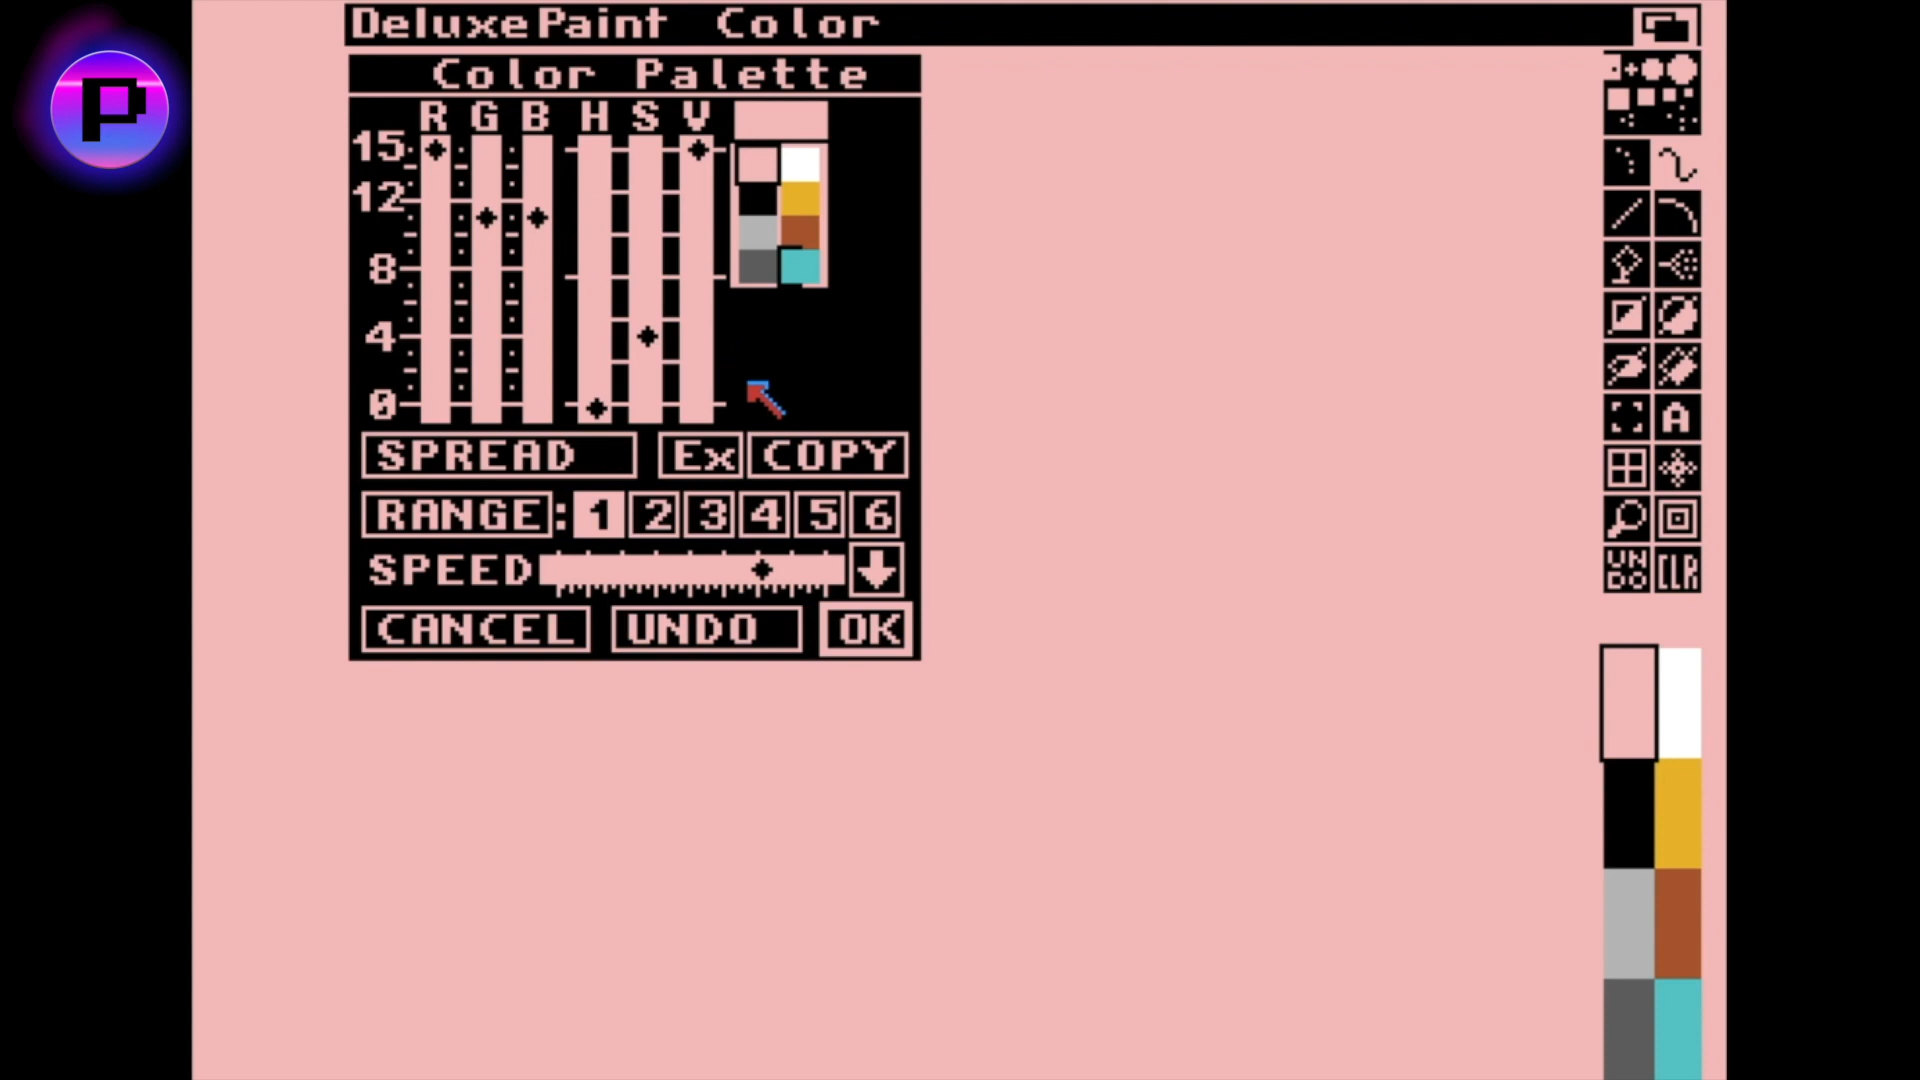 DeluxePaint Color
P
Color Palette
R G B H S V
15
12
8
4
0
SPREAD Ex COPY
RANGE: 1 2 3 4 5 6
SPEED
CANCEL UNDO OK
A
UN
DO CLR